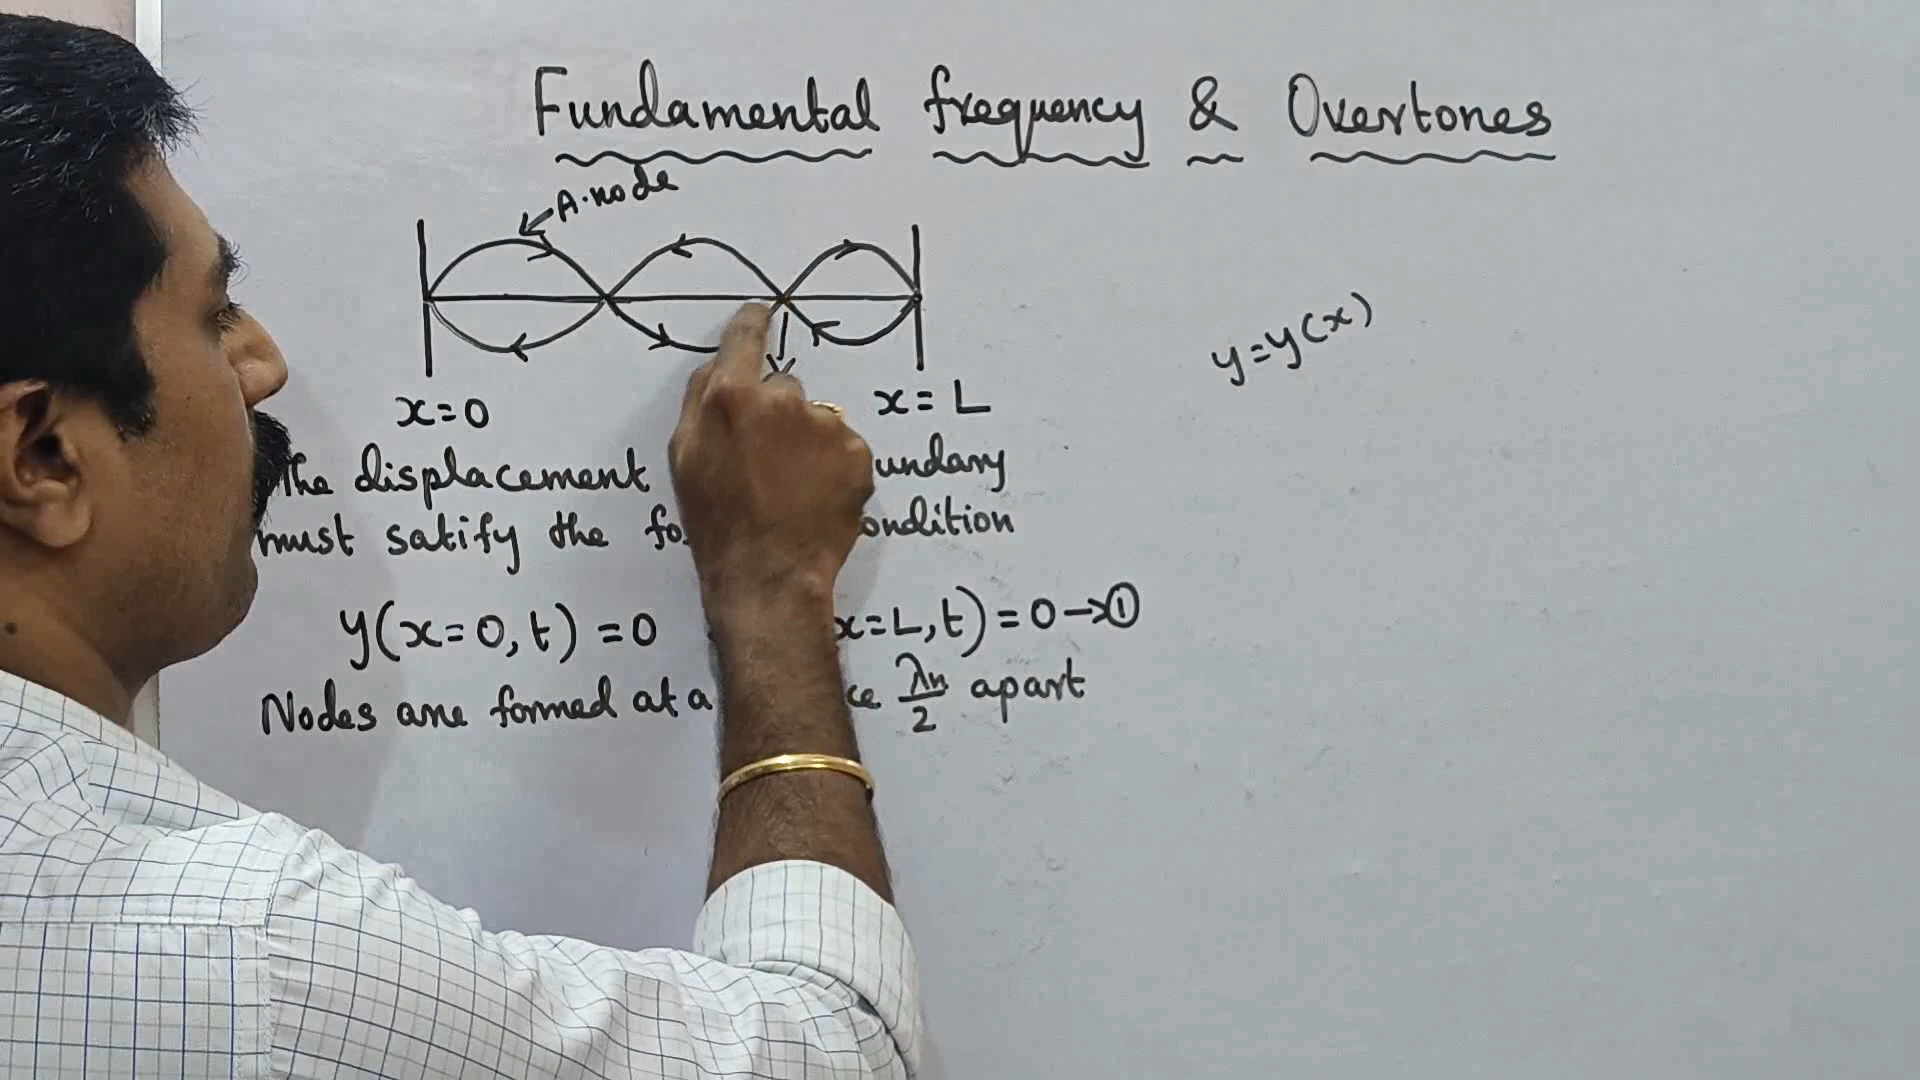 Fundamental frequency & Overtones
A.node
y=y(x)
x=0 x=L
The displacement undary
must satify the fo ondition
y(x=0,t)=0 x=L,t)=0→①
Nodes are formed at a ce λn/2 apart